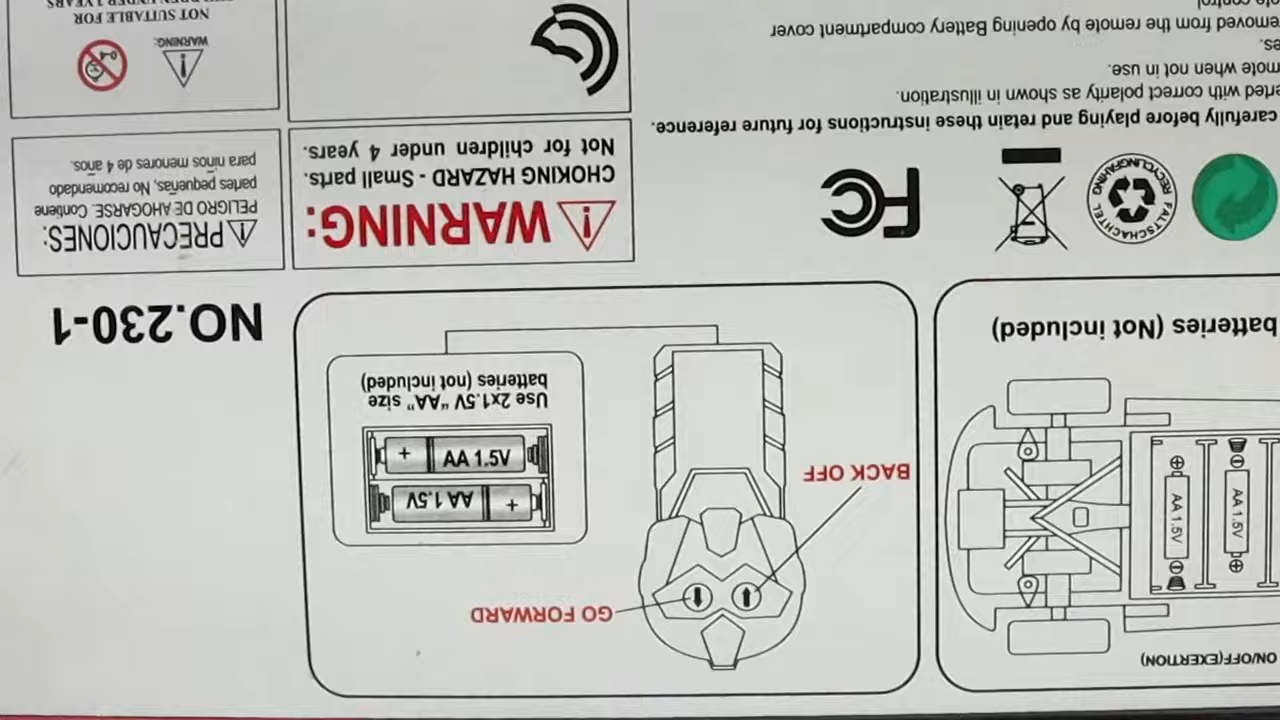 ON/OFF(EXERTION)
AA 1.5V
AA 1.5V
batteries (Not included)
GO FORWARD
BACK OFF
AA 1.5V
+
AA 1.5V
+
Use 2x1.5V “AA” size
batteries (not included)
NO.230-1
FALTSCHACHTEL
RECYCLINGFÄHIG
FC
carefully before playing and retain these instructions for future reference.
with correct polarity as shown in illustration.
when not in use.
from the remote by opening Battery compartment cover
WARNING:
CHOKING HAZARD - Small parts.
Not for children under 4 years.
PRECAUCIONES:
PELIGRO DE AHOGARSE. Contiene
partes pequeñas, No recomendado
para niños menores de 4 años.
WARNING:
NOT SUITABLE FOR